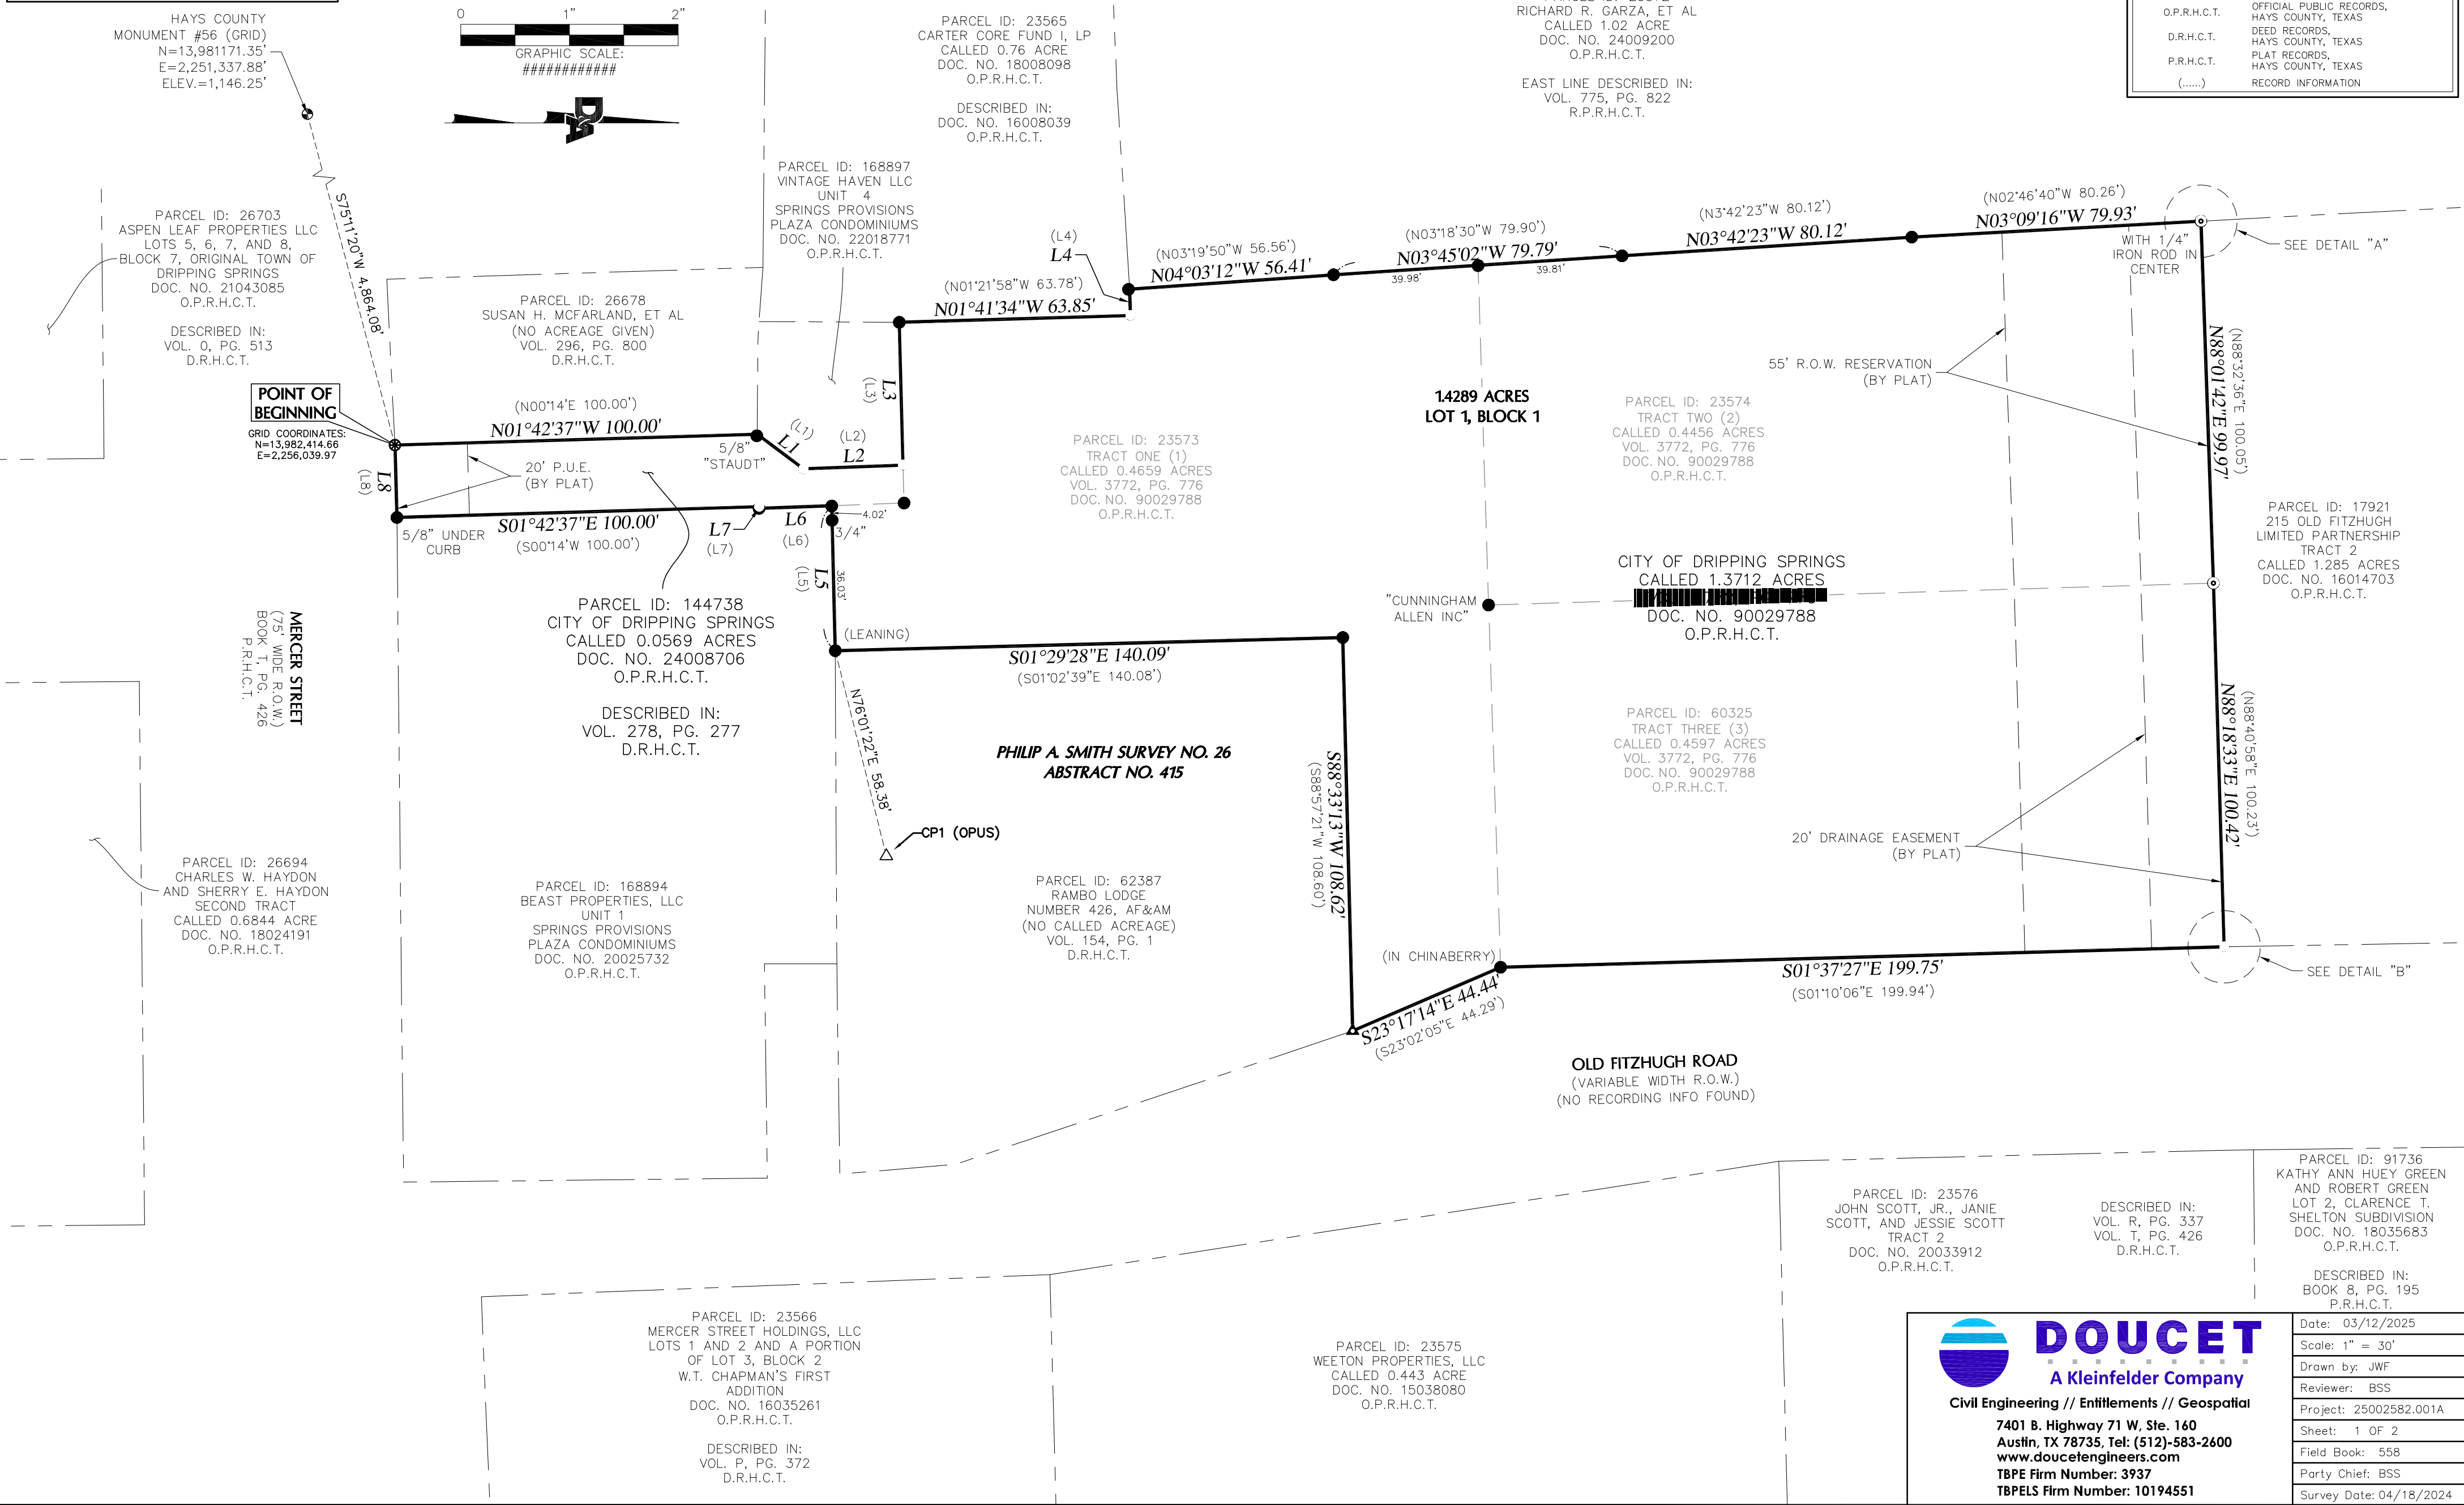 HAYS COUNTY
MONUMENT #56 (GRID)
N=13,981171.35'
E=2,251,337.88'
ELEV.=1,146.25'
0 1" 2"
GRAPHIC SCALE:
############
PARCEL ID: 23565
CARTER CORE FUND I, LP
CALLED 0.76 ACRE
DOC. NO. 18008098
O.P.R.H.C.T.
DESCRIBED IN:
DOC. NO. 16008039
O.P.R.H.C.T.
RICHARD R. GARZA, ET AL
CALLED 1.02 ACRE
DOC. NO. 24009200
O.P.R.H.C.T.
EAST LINE DESCRIBED IN:
VOL. 775, PG. 822
R.P.R.H.C.T.
O.P.R.H.C.T. OFFICIAL PUBLIC RECORDS,
HAYS COUNTY, TEXAS
D.R.H.C.T. DEED RECORDS,
HAYS COUNTY, TEXAS
P.R.H.C.T. PLAT RECORDS,
HAYS COUNTY, TEXAS
(......) RECORD INFORMATION
S75°11'20"W 4,864.08'
PARCEL ID: 26703
ASPEN LEAF PROPERTIES LLC
LOTS 5, 6, 7, AND 8,
BLOCK 7, ORIGINAL TOWN OF
DRIPPING SPRINGS
DOC. NO. 21043085
O.P.R.H.C.T.
DESCRIBED IN:
VOL. 0, PG. 513
D.R.H.C.T.
PARCEL ID: 168897
VINTAGE HAVEN LLC
UNIT 4
SPRINGS PROVISIONS
PLAZA CONDOMINIUMS
DOC. NO. 22018771
O.P.R.H.C.T.
PARCEL ID: 26678
SUSAN H. MCFARLAND, ET AL
(NO ACREAGE GIVEN)
VOL. 296, PG. 800
D.R.H.C.T.
(L4)
L4
(N01°21'58"W 63.78')
N01°41'34"W 63.85'
(N03°19'50"W 56.56')
N04°03'12"W 56.41'
(N03°18'30"W 79.90')
N03°45'02"W 79.79'
39.98'
39.81'
(N3°42'23"W 80.12')
N03°42'23"W 80.12'
(N02°46'40"W 80.26')
N03°09'16"W 79.93'
WITH 1/4"
IRON ROD IN
CENTER
SEE DETAIL "A"
POINT OF
BEGINNING
GRID COORDINATES:
N=13,982,414.66
E=2,256,039.97
(N00°14'E 100.00')
N01°42'37"W 100.00'
5/8"
"STAUDT"
(L1)
L1
(L2)
L2
L3
(L3)
L8
(L8)
20' P.U.E.
(BY PLAT)
S01°42'37"E 100.00'
(S00°14'W 100.00')
5/8" UNDER
CURB
L7
(L7)
L6
(L6)
4.02'
3/4"
L5
(L5)
36.03'
(LEANING)
PARCEL ID: 23573
TRACT ONE (1)
CALLED 0.4659 ACRES
VOL. 3772, PG. 776
DOC. NO. 90029788
O.P.R.H.C.T.
1.4289 ACRES
LOT 1, BLOCK 1
55' R.O.W. RESERVATION
(BY PLAT)
PARCEL ID: 23574
TRACT TWO (2)
CALLED 0.4456 ACRES
VOL. 3772, PG. 776
DOC. NO. 90029788
O.P.R.H.C.T.
(N88°32'36"E 100.05')
N88°01'42"E 99.97'
PARCEL ID: 17921
215 OLD FITZHUGH
LIMITED PARTNERSHIP
TRACT 2
CALLED 1.285 ACRES
DOC. NO. 16014703
O.P.R.H.C.T.
CITY OF DRIPPING SPRINGS
CALLED 1.3712 ACRES
DOC. NO. 90029788
O.P.R.H.C.T.
"CUNNINGHAM
ALLEN INC"
MERCER STREET
(75' WIDE R.O.W.)
BOOK T, PG. 426
P.R.H.C.T.
PARCEL ID: 144738
CITY OF DRIPPING SPRINGS
CALLED 0.0569 ACRES
DOC. NO. 24008706
O.P.R.H.C.T.
DESCRIBED IN:
VOL. 278, PG. 277
D.R.H.C.T.
S01°29'28"E 140.09'
(S01°02'39"E 140.08')
N76°01'22"E 58.38'
CP1 (OPUS)
PHILIP A. SMITH SURVEY NO. 26
ABSTRACT NO. 415
S88°33'13"W 108.62'
(S88°57'21"W 108.60')
PARCEL ID: 60325
TRACT THREE (3)
CALLED 0.4597 ACRES
VOL. 3772, PG. 776
DOC. NO. 90029788
O.P.R.H.C.T.
(N88°40'58"E 100.23')
N88°18'33"E 100.42'
20' DRAINAGE EASEMENT
(BY PLAT)
PARCEL ID: 26694
CHARLES W. HAYDON
AND SHERRY E. HAYDON
SECOND TRACT
CALLED 0.6844 ACRE
DOC. NO. 18024191
O.P.R.H.C.T.
PARCEL ID: 168894
BEAST PROPERTIES, LLC
UNIT 1
SPRINGS PROVISIONS
PLAZA CONDOMINIUMS
DOC. NO. 20025732
O.P.R.H.C.T.
PARCEL ID: 62387
RAMBO LODGE
NUMBER 426, AF&AM
(NO CALLED ACREAGE)
VOL. 154, PG. 1
D.R.H.C.T.
(IN CHINABERRY)
S23°17'14"E 44.44'
(S23°02'05"E 44.29')
S01°37'27"E 199.75'
(S01°10'06"E 199.94')
SEE DETAIL "B"
OLD FITZHUGH ROAD
(VARIABLE WIDTH R.O.W.)
(NO RECORDING INFO FOUND)
PARCEL ID: 23576
JOHN SCOTT, JR., JANIE
SCOTT, AND JESSIE SCOTT
TRACT 2
DOC. NO. 20033912
O.P.R.H.C.T.
DESCRIBED IN:
VOL. R, PG. 337
VOL. T, PG. 426
D.R.H.C.T.
PARCEL ID: 91736
KATHY ANN HUEY GREEN
AND ROBERT GREEN
LOT 2, CLARENCE T.
SHELTON SUBDIVISION
DOC. NO. 18035683
O.P.R.H.C.T.
DESCRIBED IN:
BOOK 8, PG. 195
P.R.H.C.T.
PARCEL ID: 23566
MERCER STREET HOLDINGS, LLC
LOTS 1 AND 2 AND A PORTION
OF LOT 3, BLOCK 2
W.T. CHAPMAN'S FIRST
ADDITION
DOC. NO. 16035261
O.P.R.H.C.T.
DESCRIBED IN:
VOL. P, PG. 372
D.R.H.C.T.
PARCEL ID: 23575
WEETON PROPERTIES, LLC
CALLED 0.443 ACRE
DOC. NO. 15038080
O.P.R.H.C.T.
DOUCET
A Kleinfelder Company
Civil Engineering // Entitlements // Geospatial
7401 B. Highway 71 W, Ste. 160
Austin, TX 78735, Tel: (512)-583-2600
www.doucetengineers.com
TBPE Firm Number: 3937
TBPELS Firm Number: 10194551
Date: 03/12/2025
Scale: 1" = 30'
Drawn by: JWF
Reviewer: BSS
Project: 25002582.001A
Sheet: 1 OF 2
Field Book: 558
Party Chief: BSS
Survey Date: 04/18/2024